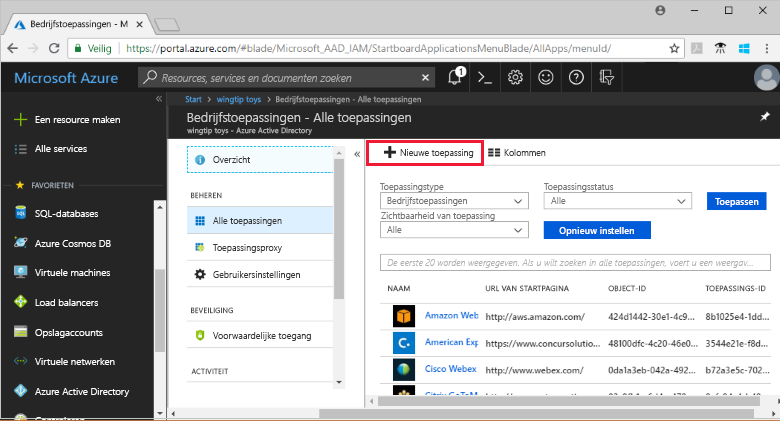 Bedrijfstoepassingen - M
Veilig
https://portal.azure.com/#blade/Microsoft_AAD_IAM/StartboardApplicationsMenuBlade/AllApps/menuId/
Microsoft Azure
Resources, services en documenten zoeken
1
Start > wingtip toys > Bedrijfstoepassingen - Alle toepassingen
Bedrijfstoepassingen - Alle toepassingen
wingtip toys - Azure Active Directory
Een resource maken
Alle services
FAVORIETEN
SQL-databases
Azure Cosmos DB
Virtuele machines
Load balancers
Opslagaccounts
Virtuele netwerken
Azure Active Directory
Overzicht
BEHEREN
Alle toepassingen
Toepassingsproxy
Gebruikersinstellingen
BEVEILIGING
Voorwaardelijke toegang
ACTIVITEIT
Nieuwe toepassing
Kolommen
Toepassingstype
Toepassingsstatus
Bedrijfstoepassingen
Alle
Toepassen
Zichtbaarheid van toepassing
Alle
Opnieuw instellen
De eerste 20 worden weergegeven. Als u wilt zoeken in alle toepassingen, voert u een weergav...
NAAM URL VAN STARTPAGINA OBJECT-ID TOEPASSINGS-ID
Amazon Web http://aws.amazon.com/ 424d1442-30e1-4c9... 8b1025e4-1dd...
American Exp https://www.concursolutio... 48100dfc-4c20-46e0... 3544e21e-f8d...
Cisco Webex http://www.webex.com/ 0da1a3eb-042a-492... b72a3e5c-702...